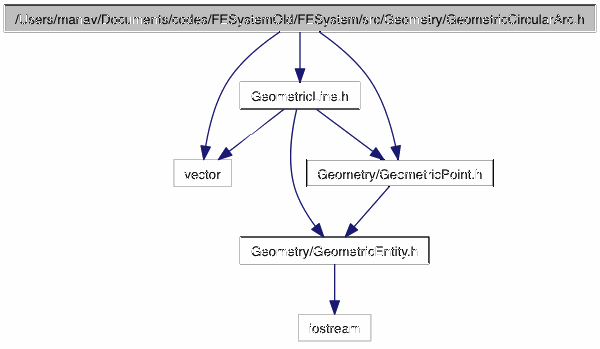 /Users/manav/Documents/codes/FESystemOld/FESystem/src/Geometry/GeometricCircularArc.h
GeometricLine.h
vector
Geometry/GeometricPoint.h
Geometry/GeometricEntity.h
iostream